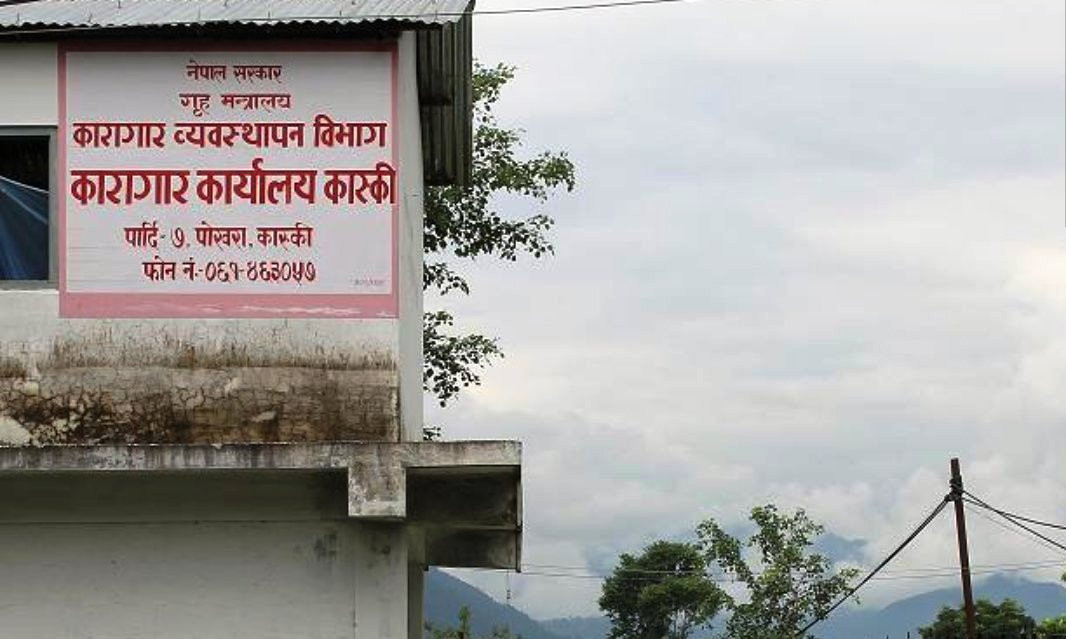 नेपाल सरकार
गृह मन्त्रालय
कारागार व्यवस्थापन विभाग
कारागार कार्यालय कास्की
पार्दि- ७, पोखरा, कास्की
फोन नं.-०६१-४६३०५७